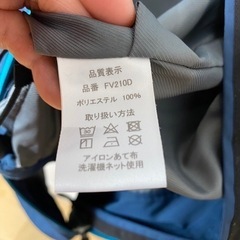 品質表示
品番 FV210D
ポリエステル 100%
取り扱い方法
アイロンあて布
洗濯機ネット使用